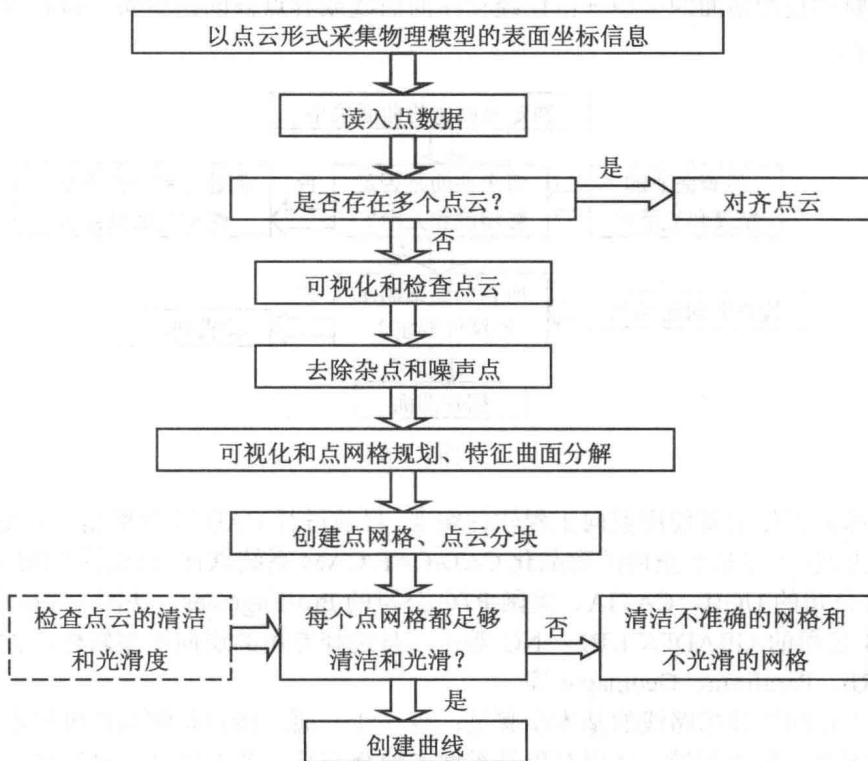 以点云形式采集物理模型的表面坐标信息
读入点数据
是否存在多个点云?
是
对齐点云
否
可视化和检查点云
去除杂点和噪声点
可视化和点网格规划、特征曲面分解
创建点网格、点云分块
检查点云的清洁
和光滑度
每个点网格都足够
清洁和光滑?
否
清洁不准确的网格和
不光滑的网格
是
创建曲线